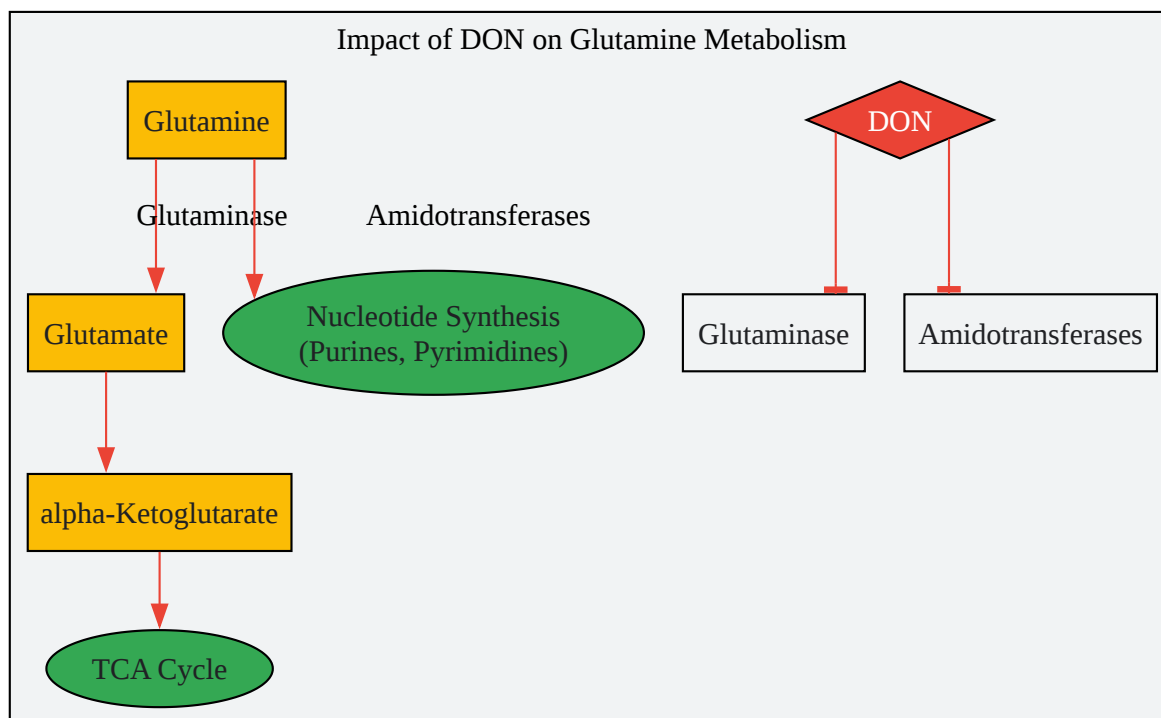 Impact of DON on Glutamine Metabolism
Glutamine
DON
Glutaminase
Amidotransferases
Glutamate
Nucleotide Synthesis
(Purines, Pyrimidines)
Glutaminase
Amidotransferases
alpha-Ketoglutarate
TCA Cycle